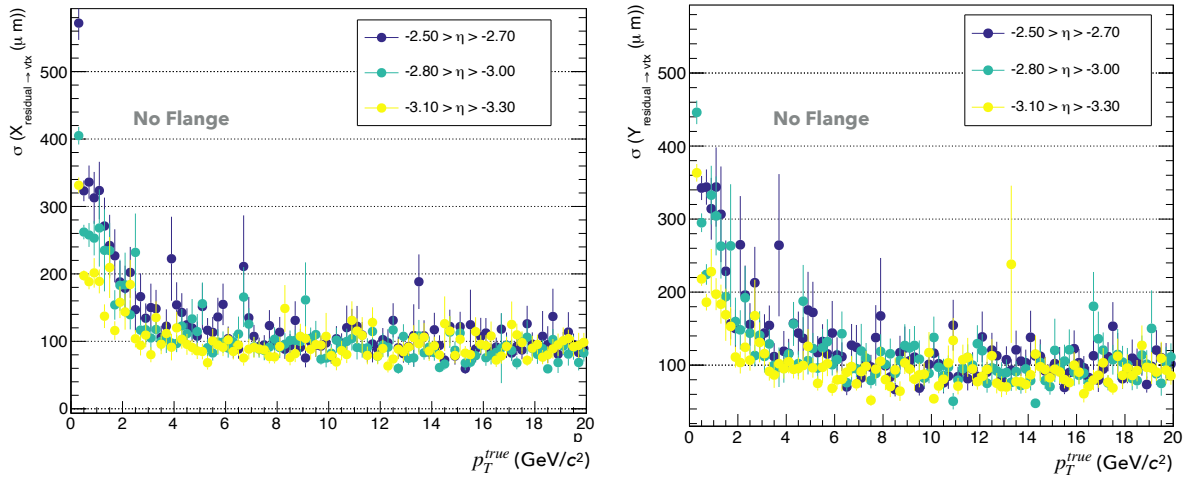 σ (X_residual → vtx (μ m))
500
400
300
200
100
0
No Flange
-2.50 > η > -2.70
-2.80 > η > -3.00
-3.10 > η > -3.30
0 2 4 6 8 10 12 14 16 18 20
p
p_T^true (GeV/c²)
σ (Y_residual → vtx (μ m))
500
400
300
200
100
No Flange
-2.50 > η > -2.70
-2.80 > η > -3.00
-3.10 > η > -3.30
0 2 4 6 8 10 12 14 16 18 20
p_T^true (GeV/c²)